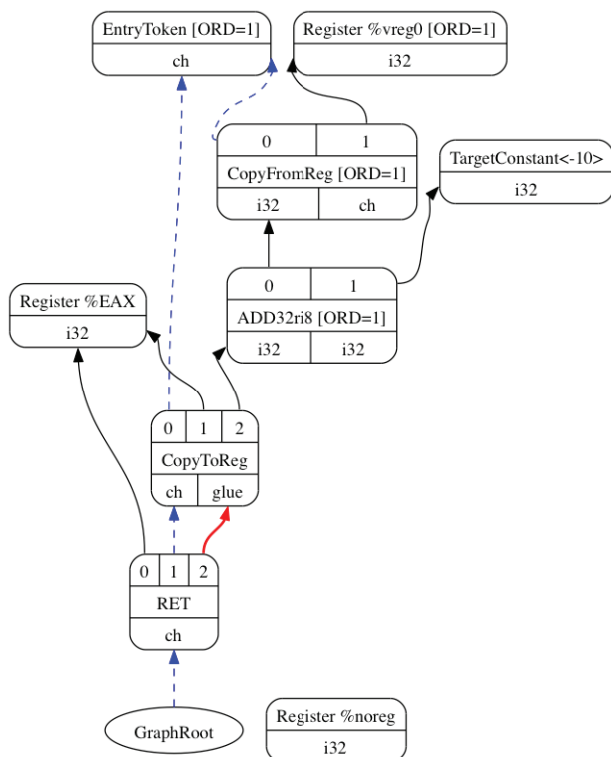 EntryToken [ORD=1]
ch
Register %vreg0 [ORD=1]
i32
0 1
CopyFromReg [ORD=1]
i32 ch
TargetConstant<-10>
i32
0 1
ADD32ri8 [ORD=1]
i32 i32
Register %EAX
i32
0 1 2
CopyToReg
ch glue
0 1 2
RET
ch
GraphRoot
Register %noreg
i32